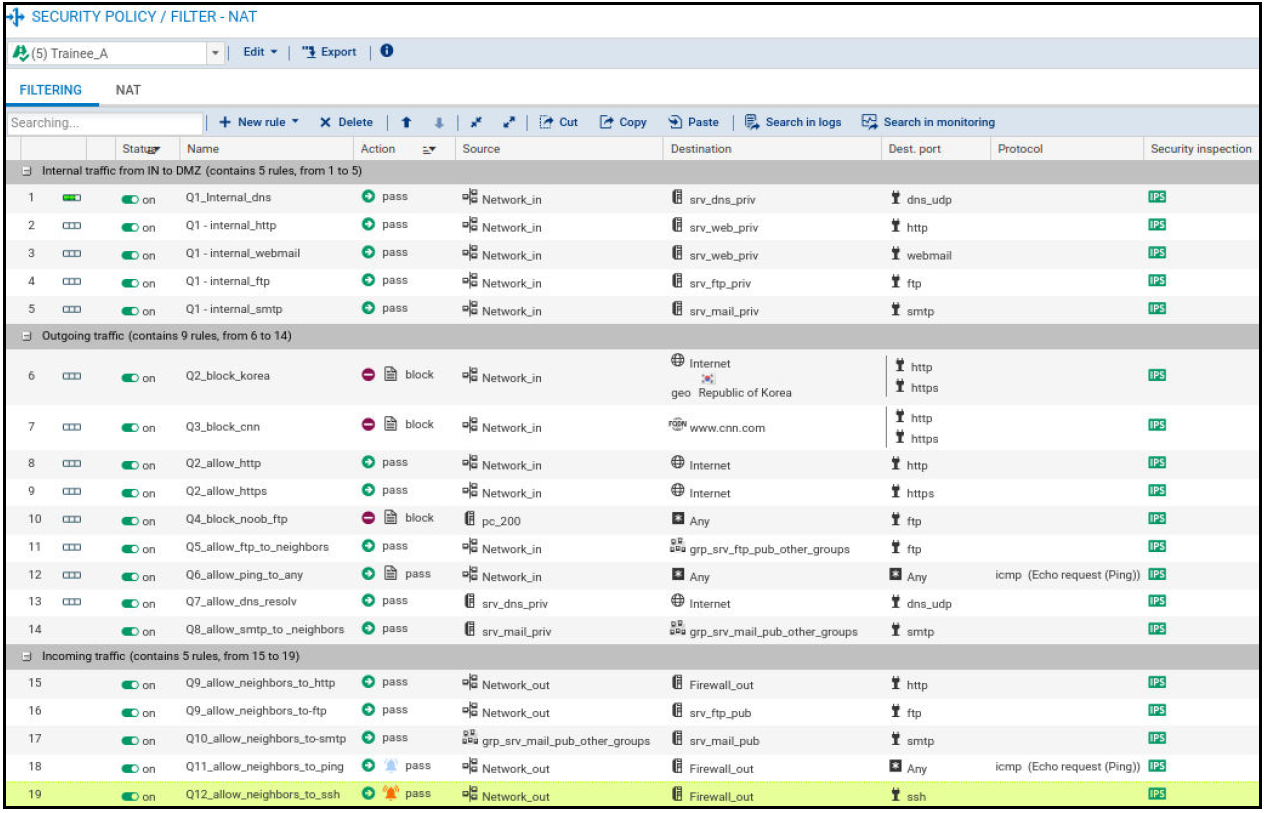 SECURITY POLICY / FILTER - NAT
(5) Trainee_A Edit Export
FILTERING NAT
Searching... New rule Delete Cut Copy Paste Search in logs Search in monitoring
Status Name Action Source Destination Dest. port Protocol Security inspection
Internal traffic from IN to DMZ (contains 5 rules, from 1 to 5)
1 on Q1_Internal_dns pass Network_in srv_dns_priv dns_udp IPS
2 on Q1 - internal_http pass Network_in srv_web_priv http IPS
3 on Q1 - internal_webmail pass Network_in srv_web_priv webmail IPS
4 on Q1 - internal_ftp pass Network_in srv_ftp_priv ftp IPS
5 on Q1 - internal_smtp pass Network_in srv_mail_priv smtp IPS
Outgoing traffic (contains 9 rules, from 6 to 14)
6 on Q2_block_korea block Network_in Internet geo Republic of Korea http https IPS
7 on Q3_block_cnn block Network_in FQDN www.cnn.com http https IPS
8 on Q2_allow_http pass Network_in Internet http IPS
9 on Q2_allow_https pass Network_in Internet https IPS
10 on Q4_block_noob_ftp block pc_200 Any ftp IPS
11 on Q5_allow_ftp_to_neighbors pass Network_in grp_srv_ftp_pub_other_groups ftp IPS
12 on Q6_allow_ping_to_any pass Network_in Any Any icmp (Echo request (Ping)) IPS
13 on Q7_allow_dns_resolv pass srv_dns_priv Internet dns_udp IPS
14 on Q8_allow_smtp_to _neighbors pass srv_mail_priv grp_srv_mail_pub_other_groups smtp IPS
Incoming traffic (contains 5 rules, from 15 to 19)
15 on Q9_allow_neighbors_to_http pass Network_out Firewall_out http IPS
16 on Q9_allow_neighbors_to-ftp pass Network_out srv_ftp_pub ftp IPS
17 on Q10_allow_neighbors_to-smtp pass grp_srv_mail_pub_other_groups srv_mail_pub smtp IPS
18 on Q11_allow_neighbors_to_ping pass Network_out Firewall_out Any icmp (Echo request (Ping)) IPS
19 on Q12_allow_neighbors_to_ssh pass Network_out Firewall_out ssh IPS